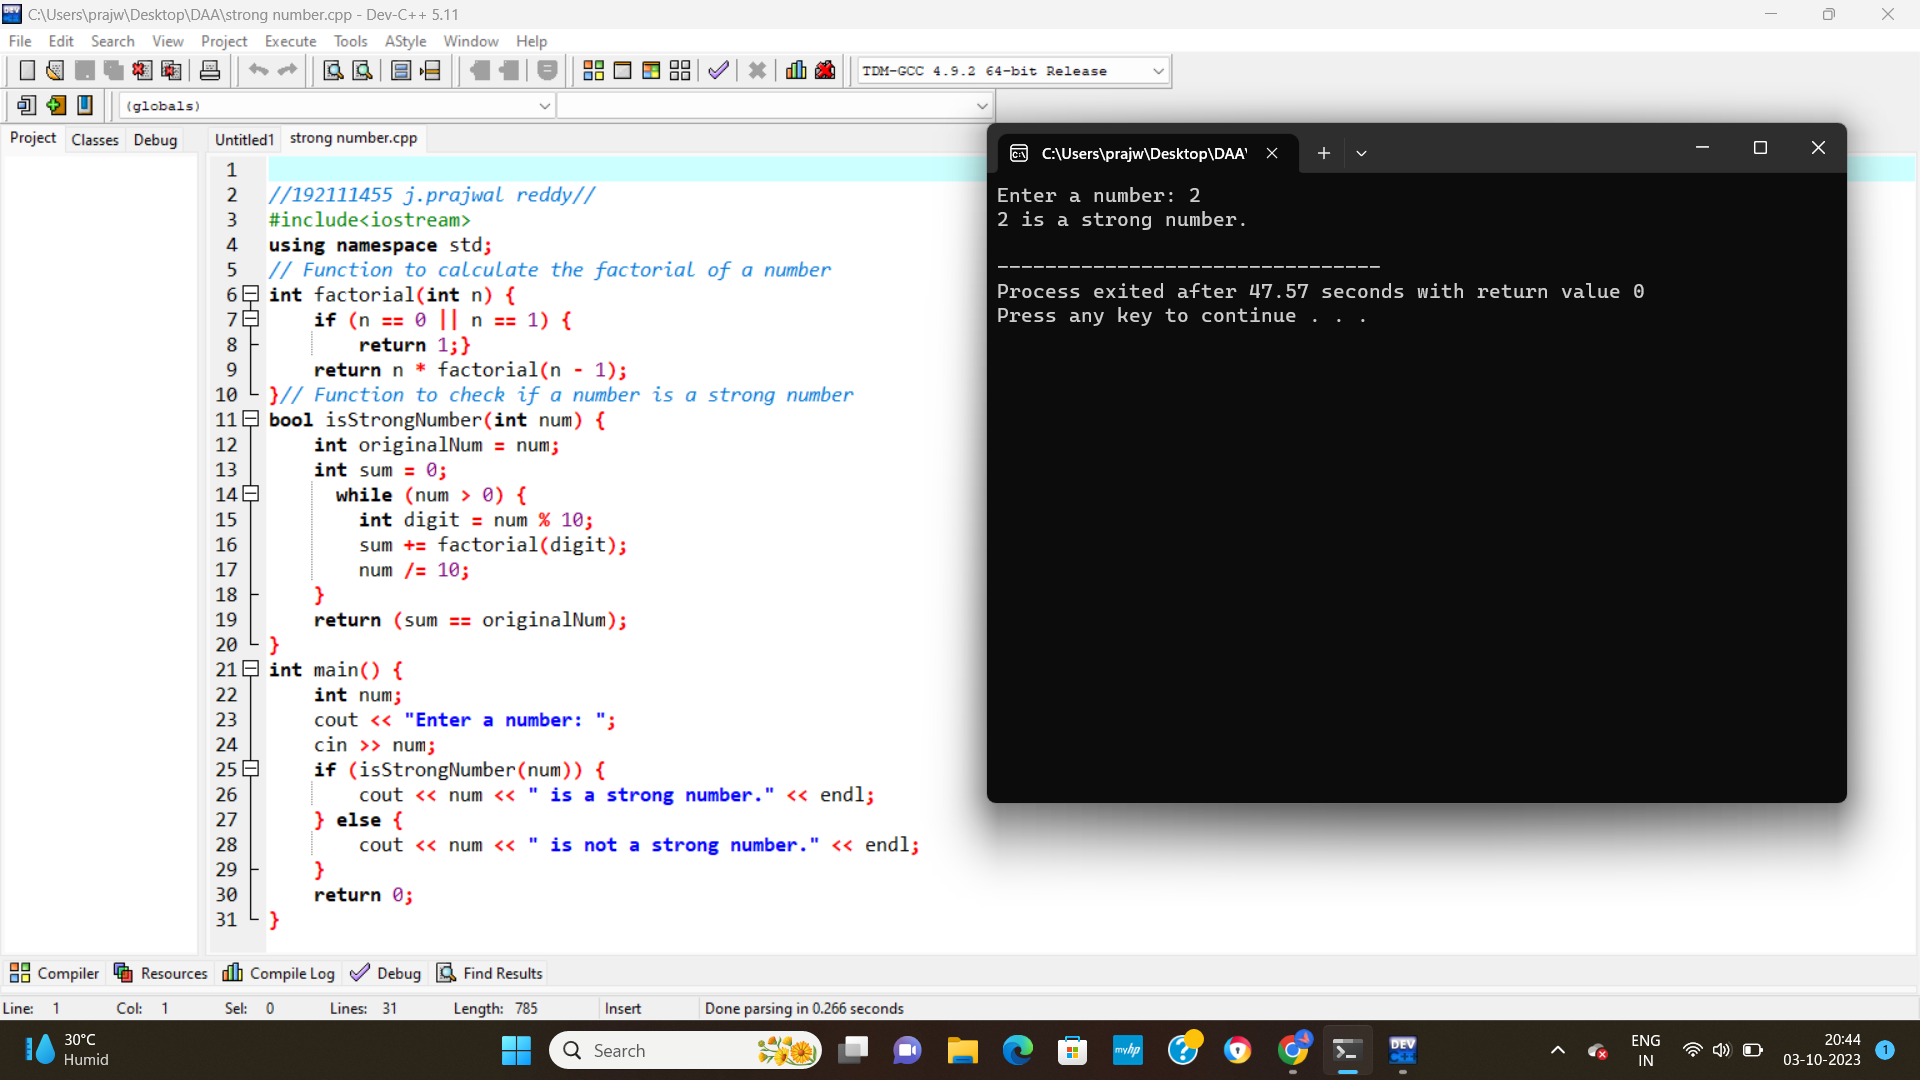 C:\Users\prajw\Desktop\DAA\strong number.cpp - Dev-C++ 5.11
File Edit Search View Project Execute Tools AStyle Window Help
TDM-GCC 4.9.2 64-bit Release
(globals)
Project Classes Debug Untitled1 strong number.cpp
1
2 //192111455 j.prajwal reddy//
3 #include<iostream>
4 using namespace std;
5 // Function to calculate the factorial of a number
6 int factorial(int n) {
7 if (n == 0 || n == 1) {
8 return 1;}
9 return n * factorial(n - 1);
10 }// Function to check if a number is a strong number
11 bool isStrongNumber(int num) {
12 int originalNum = num;
13 int sum = 0;
14 while (num > 0) {
15 int digit = num % 10;
16 sum += factorial(digit);
17 num /= 10;
18 }
19 return (sum == originalNum);
20 }
21 int main() {
22 int num;
23 cout << "Enter a number: ";
24 cin >> num;
25 if (isStrongNumber(num)) {
26 cout << num << " is a strong number." << endl;
27 } else {
28 cout << num << " is not a strong number." << endl;
29 }
30 return 0;
31 }
C:\Users\prajw\Desktop\DAA\
Enter a number: 2
2 is a strong number.
--------------------------------
Process exited after 47.57 seconds with return value 0
Press any key to continue . . .
Compiler Resources Compile Log Debug Find Results
Line: 1 Col: 1 Sel: 0 Lines: 31 Length: 785 Insert Done parsing in 0.266 seconds
30°C
Humid
Search
myhp
DEV
C++
ENG
IN
20:44
03-10-2023
1